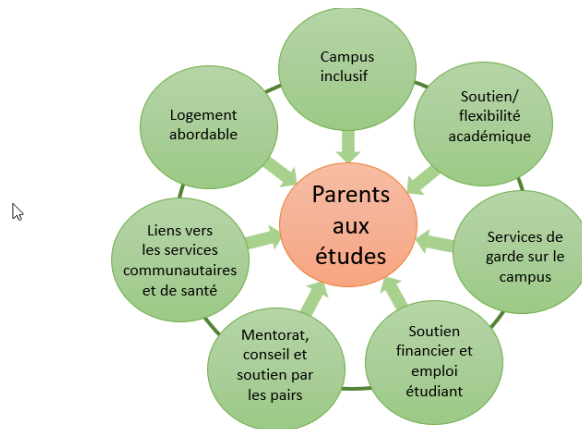 Campus
inclusif
Soutien/
flexibilité
académique
Services de
garde sur le
campus
Soutien
financier et
emploi
étudiant
Mentorat,
conseil et
soutien par
les pairs
Liens vers
les services
communautaires
et de santé
Logement
abordable
Parents
aux
études